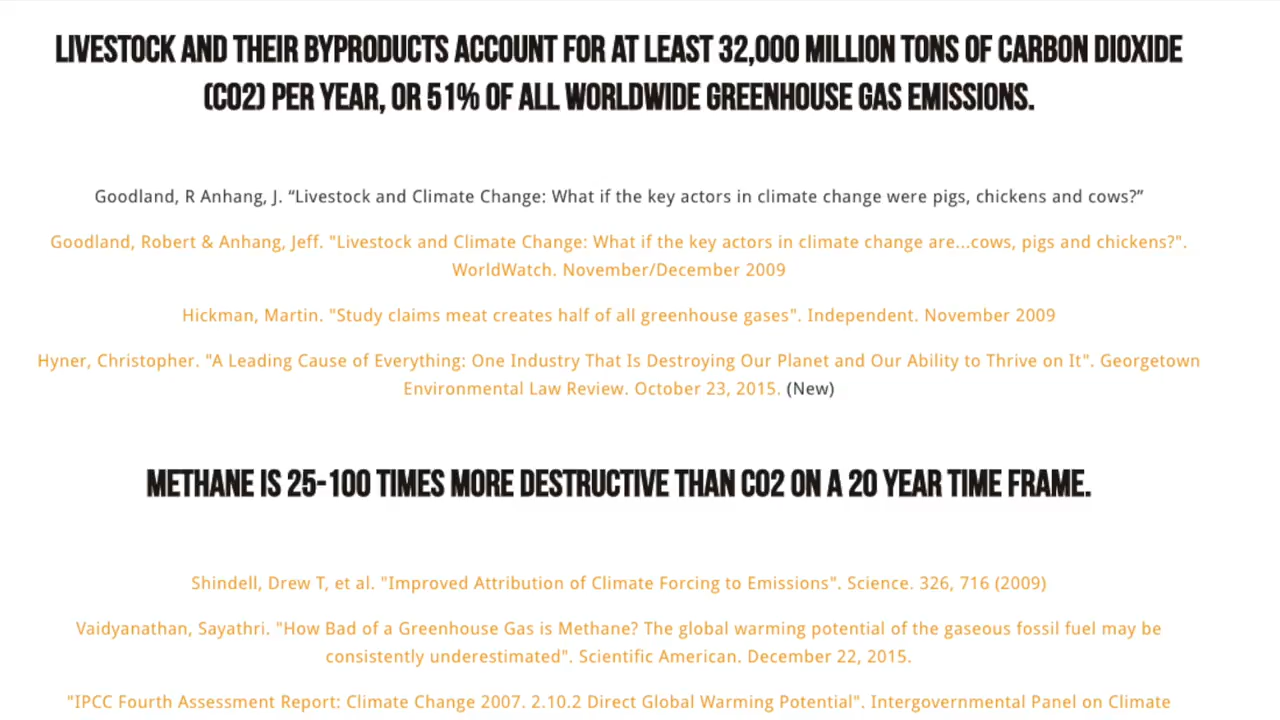 LIVESTOCK AND THEIR BYPRODUCTS ACCOUNT FOR AT LEAST 32,000 MILLION TONS OF CARBON DIOXIDE
(CO2) PER YEAR, OR 51% OF ALL WORLDWIDE GREENHOUSE GAS EMISSIONS.
Goodland, R Anhang, J. “Livestock and Climate Change: What if the key actors in climate change were pigs, chickens and cows?”
Goodland, Robert & Anhang, Jeff. "Livestock and Climate Change: What if the key actors in climate change are...cows, pigs and chickens?".
WorldWatch. November/December 2009
Hickman, Martin. "Study claims meat creates half of all greenhouse gases". Independent. November 2009
Hyner, Christopher. "A Leading Cause of Everything: One Industry That Is Destroying Our Planet and Our Ability to Thrive on It". Georgetown
Environmental Law Review. October 23, 2015. (New)
METHANE IS 25-100 TIMES MORE DESTRUCTIVE THAN CO2 ON A 20 YEAR TIME FRAME.
Shindell, Drew T, et al. "Improved Attribution of Climate Forcing to Emissions". Science. 326, 716 (2009)
Vaidyanathan, Sayathri. "How Bad of a Greenhouse Gas is Methane? The global warming potential of the gaseous fossil fuel may be
consistently underestimated". Scientific American. December 22, 2015.
"IPCC Fourth Assessment Report: Climate Change 2007. 2.10.2 Direct Global Warming Potential". Intergovernmental Panel on Climate